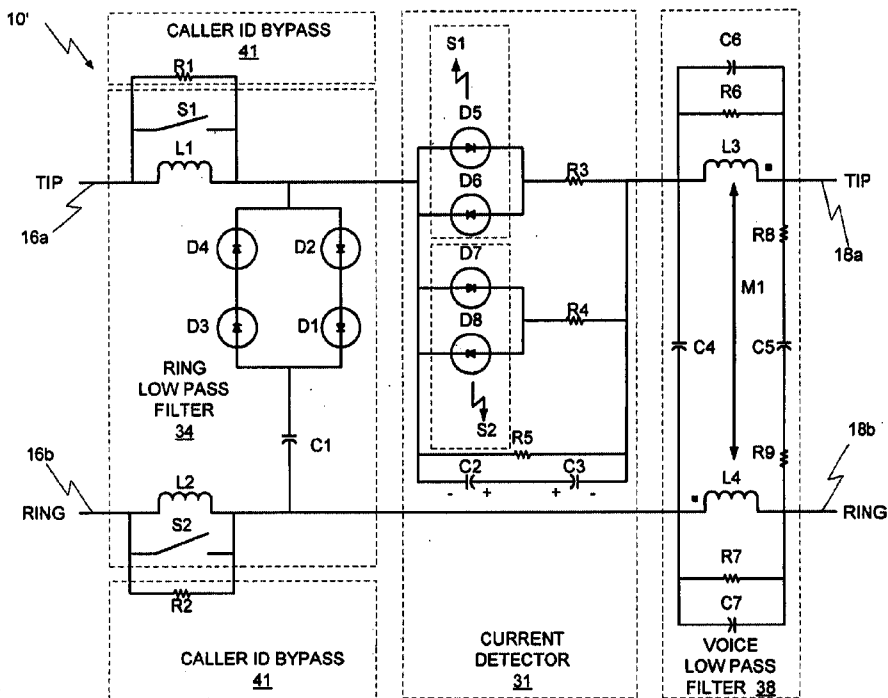 10'
CALLER ID BYPASS
41
R1
S1
L1
TIP
16a
D4
D2
D3
D1
RING
LOW PASS
FILTER
34
C1
16b
L2
RING
S2
R2
CALLER ID BYPASS
41
S1
D5
D6
R3
D7
D8
R4
S2
R5
C2
C3
- +
+ -
CURRENT
DETECTOR
31
C6
R6
L3
TIP
18a
R8
M1
C4
C5
18b
R9
L4
RING
R7
C7
VOICE
LOW PASS
FILTER 38